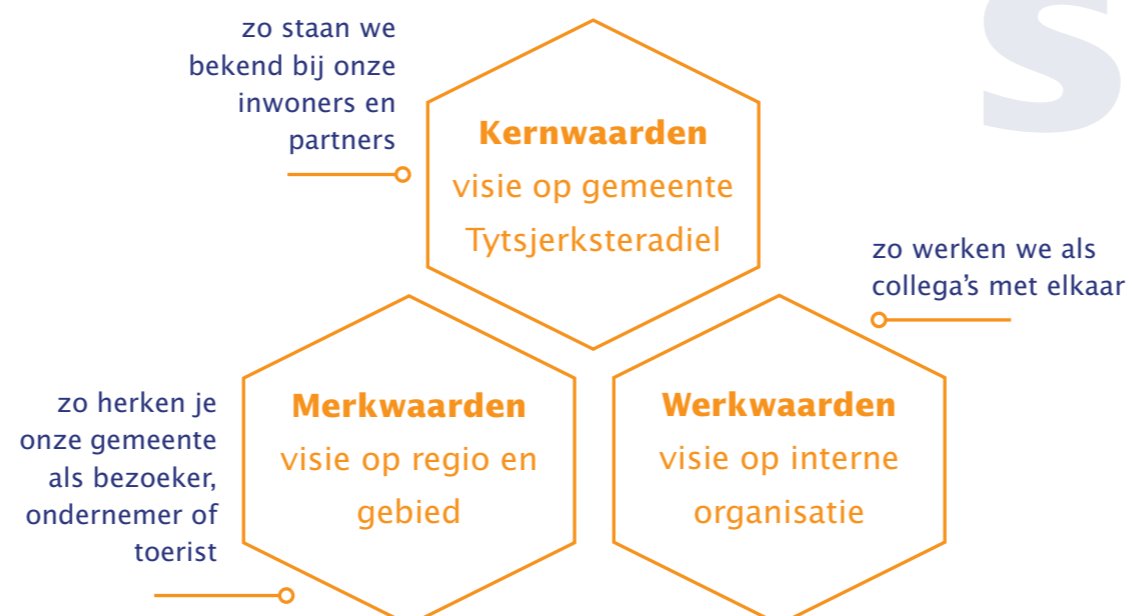 zo staan we
bekend bij onze
inwoners en
partners
Kernwaarden
visie op gemeente
Tytsjerksteradiel
s
zo werken we als
collega’s met elkaar
zo herken je
onze gemeente
als bezoeker,
ondernemer of
toerist
Merkwaarden
visie op regio en
gebied
Werkwaarden
visie op interne
organisatie